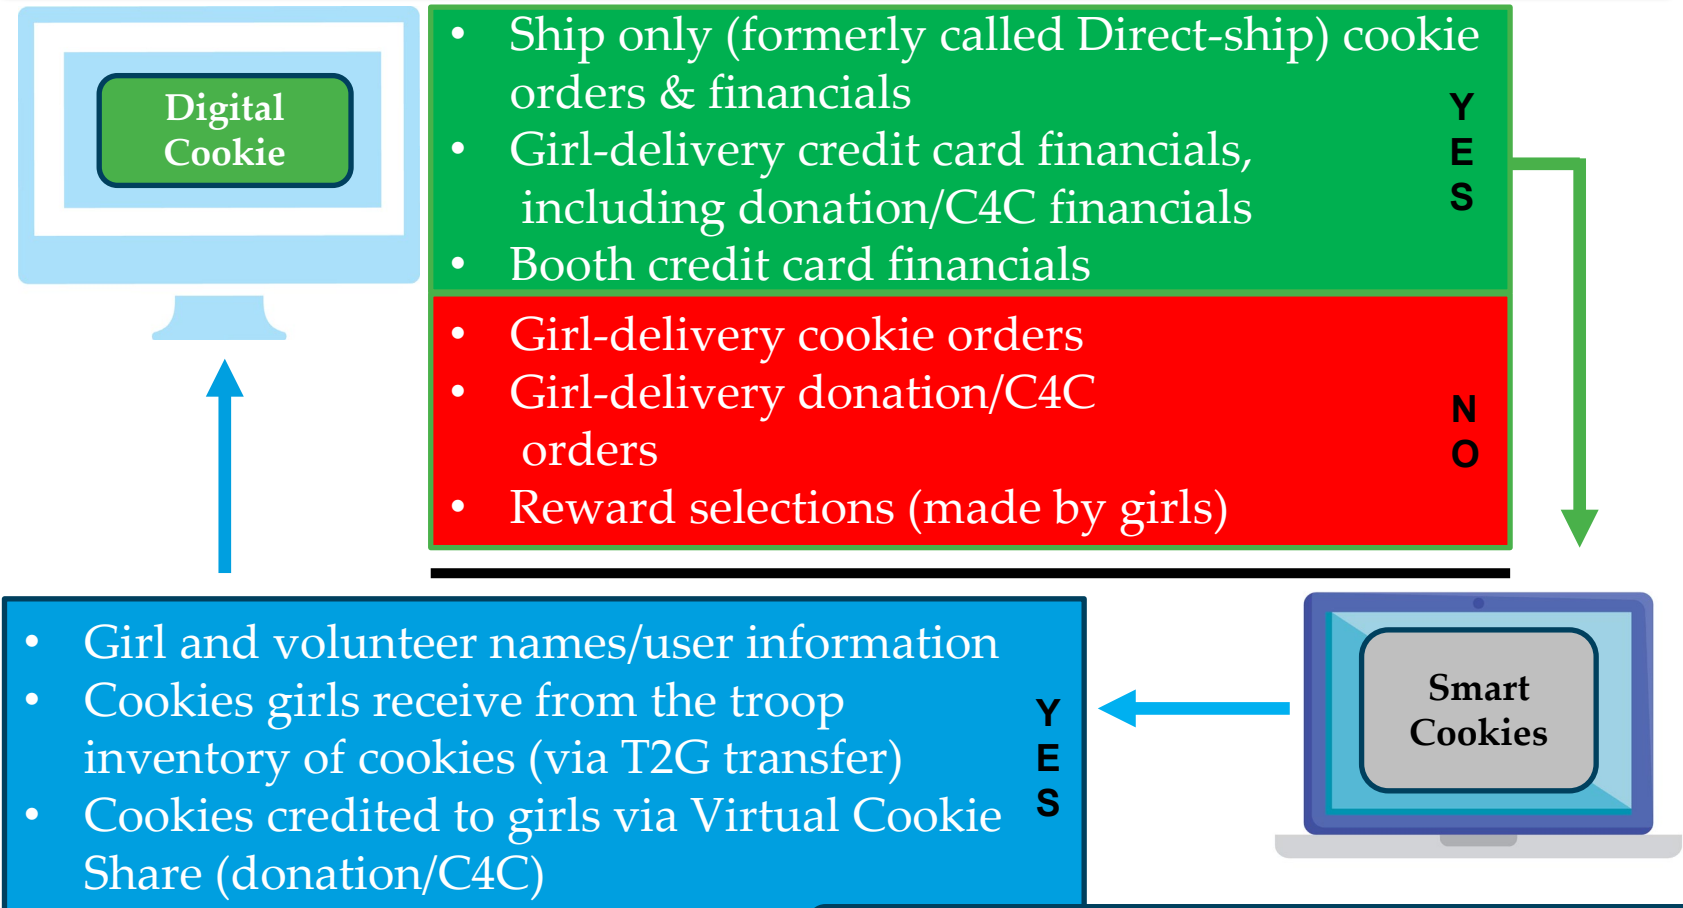 Digital
Cookie
• Ship only (formerly called Direct-ship) cookie
orders & financials
• Girl-delivery credit card financials,
including donation/C4C financials
• Booth credit card financials
Y
E
S
• Girl-delivery cookie orders
• Girl-delivery donation/C4C
orders
• Reward selections (made by girls)
N
O
• Girl and volunteer names/user information
• Cookies girls receive from the troop
inventory of cookies (via T2G transfer)
• Cookies credited to girls via Virtual Cookie
Share (donation/C4C)
Y
E
S
Smart
Cookies